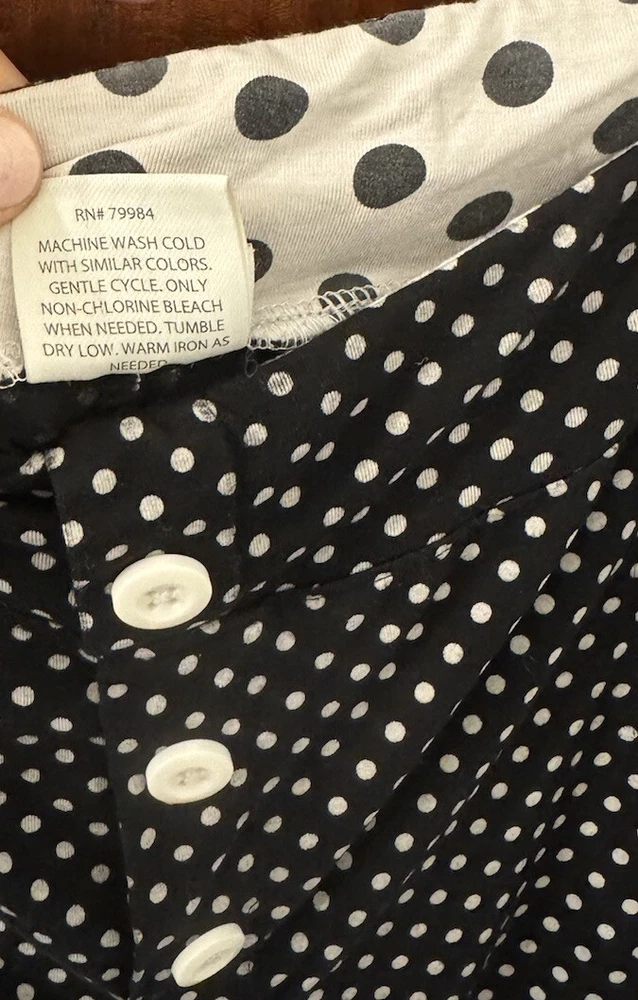 RN# 79984
MACHINE WASH COLD
WITH SIMILAR COLORS.
GENTLE CYCLE. ONLY
NON-CHLORINE BLEACH
WHEN NEEDED. TUMBLE
DRY LOW. WARM IRON AS
NEEDED